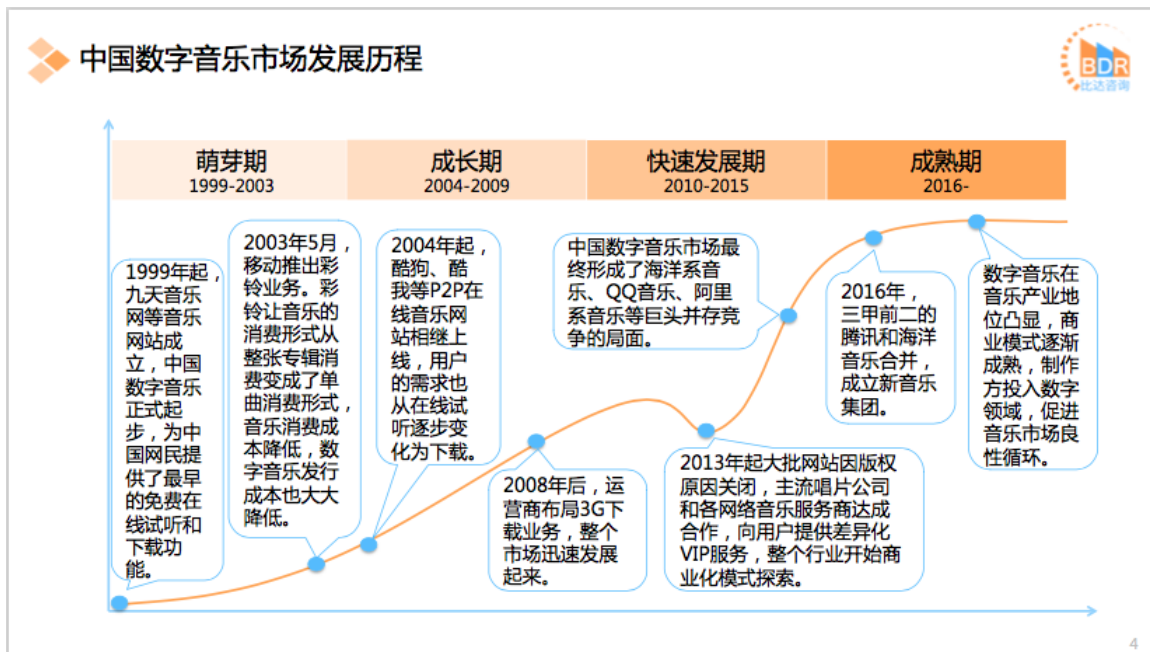 中国数字音乐市场发展历程
BDR
比达咨询
萌芽期
1999-2003
成长期
2004-2009
快速发展期
2010-2015
成熟期
2016-
1999年起，
九天音乐
网等音乐
网站成
立，中国
数字音乐
正式起
步，为中
国网民提
供了最早
的免费在
线试听和
下载功
能。
2003年5月，
移动推出彩
铃业务。彩
铃让音乐的
消费形式从
整张专辑消
费变成了单
曲消费形式，
音乐消费成
本降低，数
字音乐发行
成本也大大
降低。
2004年起，
酷狗、酷
我等P2P在
线音乐网
站相继上
线，用户
的需求也
从在线试
听逐步变
化为下载。
2008年后，运
营商布局3G下
载业务，整个
市场迅速发展
起来。
中国数字音乐市场最
终形成了海洋系音
乐、QQ音乐、阿里
系音乐等巨头并存竞
争的局面。
2013年起大批网站因版权
原因关闭，主流唱片公司
和各网络音乐服务商达成
合作，向用户提供差异化
VIP服务，整个行业开始商
业化模式探索。
2016年，
三甲前二的
腾讯和海洋
音乐合并，
成立新音乐
集团。
数字音乐在
音乐产业地
位凸显，商
业模式逐渐
成熟，制作
方投入数字
领域，促进
音乐市场良
性循环。
4